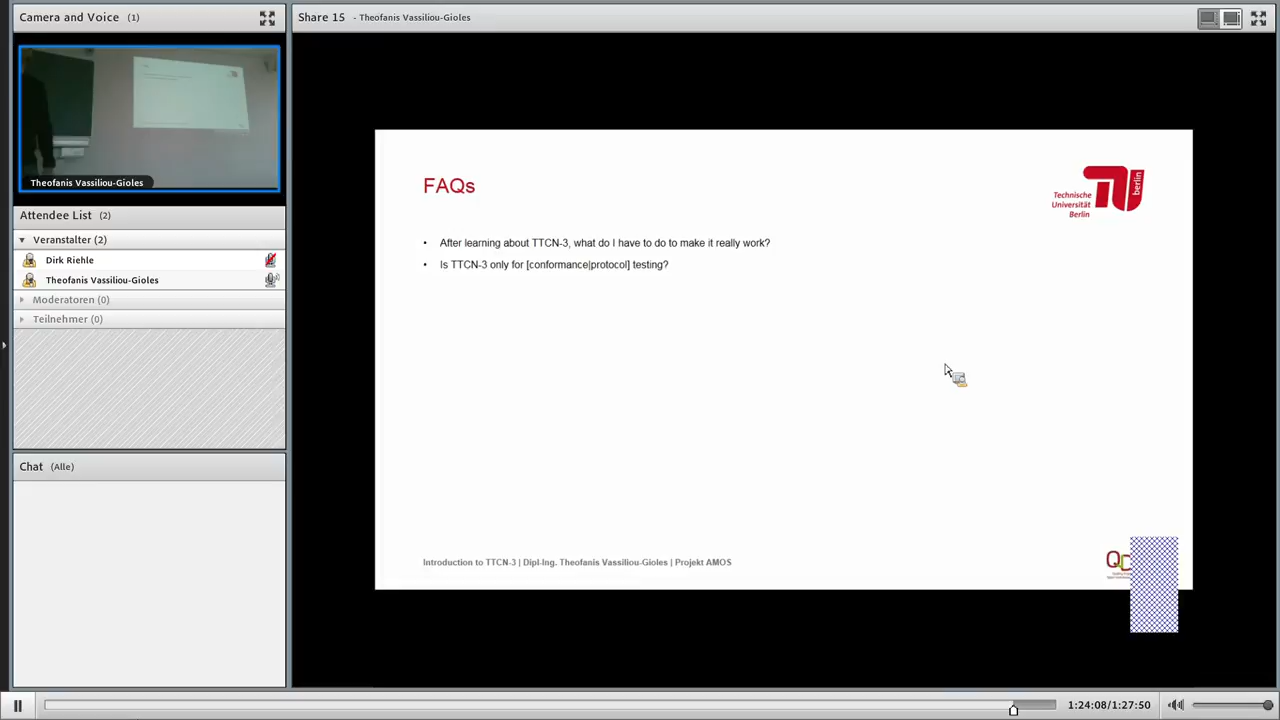 Camera and Voice (1)
Theofanis Vassiliou-Gioles
Attendee List (2)
Veranstalter (2)
Dirk Riehle
Theofanis Vassiliou-Gioles
Moderatoren (0)
Teilnehmer (0)
Chat (Alle)
Share 15 - Theofanis Vassiliou-Gioles
FAQs
Technische
Universität
Berlin
berlin
• After learning about TTCN-3, what do I have to do to make it really work?
• Is TTCN-3 only for [conformance|protocol] testing?
Introduction to TTCN-3 | Dipl-Ing. Theofanis Vassiliou-Gioles | Projekt AMOS
1:24:08/1:27:50